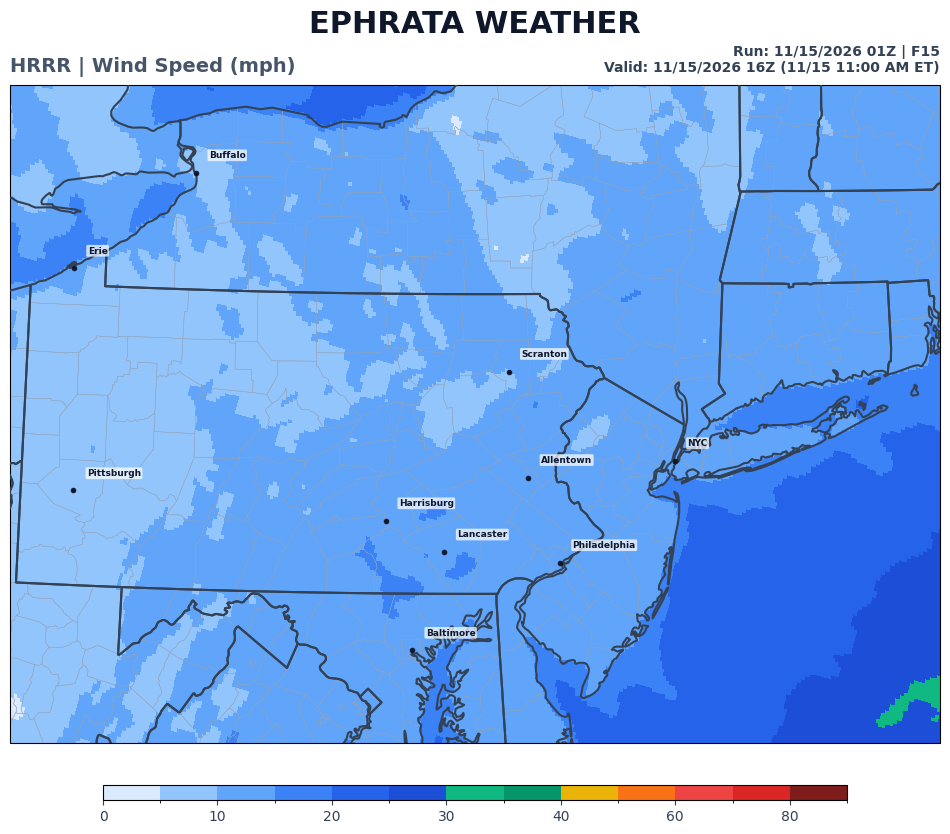 EPHRATA WEATHER
HRRR | Wind Speed (mph)
Run: 11/15/2026 01Z | F15
Valid: 11/15/2026 16Z (11/15 11:00 AM ET)
Buffalo
Erie
Scranton
NYC
Allentown
Pittsburgh
Harrisburg
Lancaster
Philadelphia
Baltimore
0 10 20 30 40 60 80